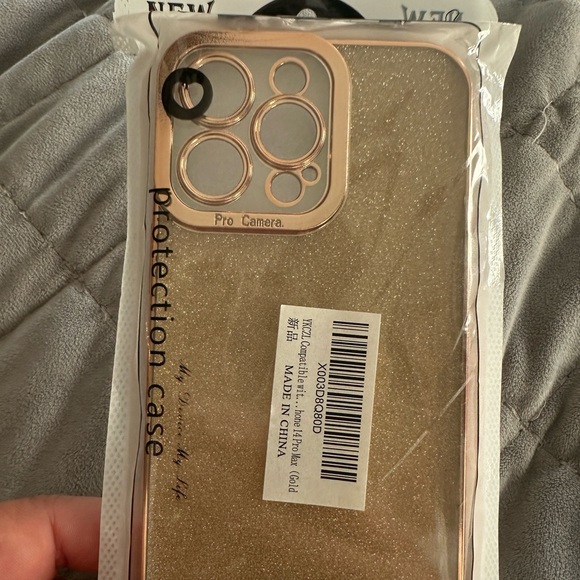 NEW
NEW
Pro Camera
protection case
My Device My Life
X003D8Q80D
YKCZL Compatible wit...hone 14 Pro Max (Gold
新品
MADE IN CHINA